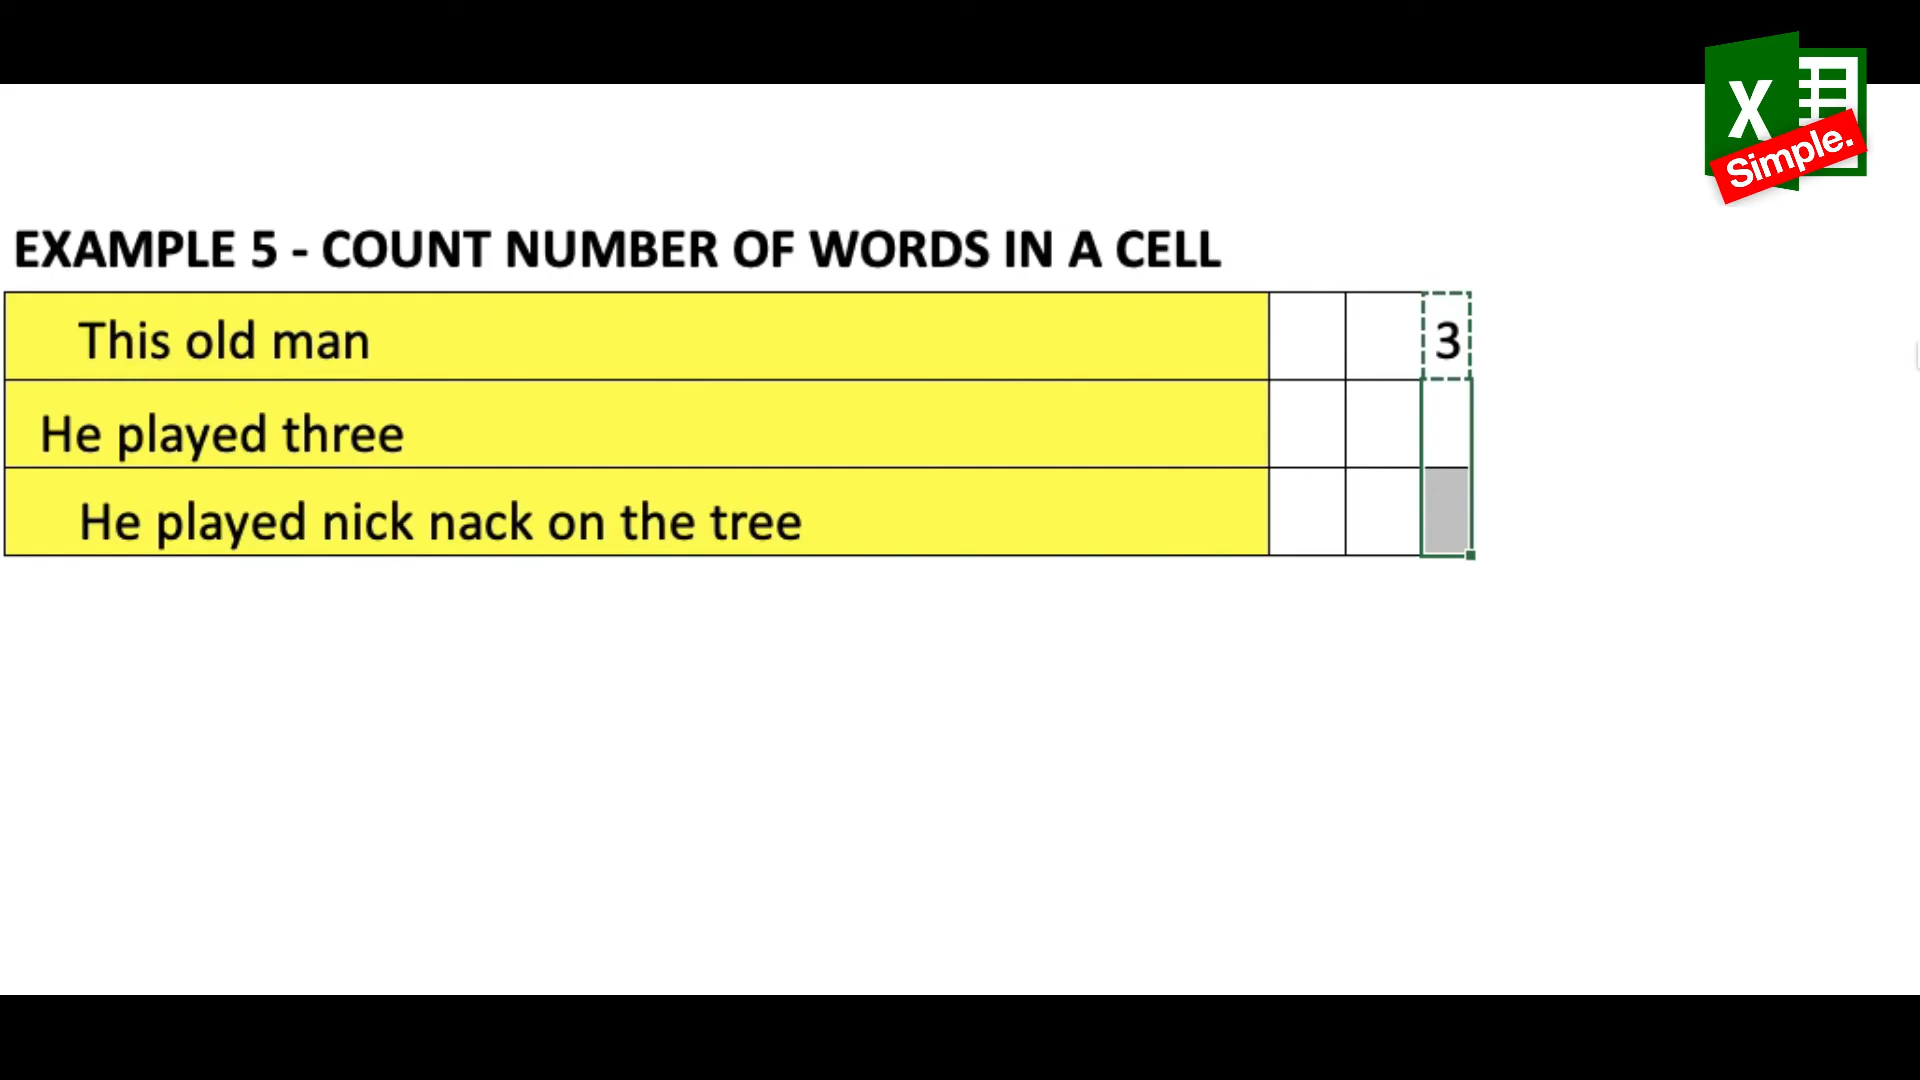 X
Simple.
EXAMPLE 5 - COUNT NUMBER OF WORDS IN A CELL
This old man 3
He played three
He played nick nack on the tree